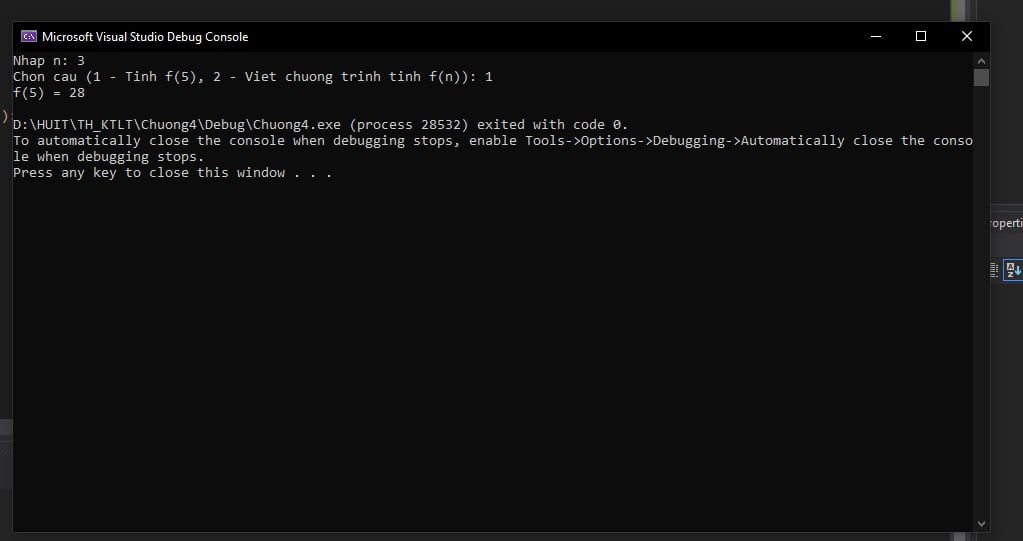 Microsoft Visual Studio Debug Console
Nhap n: 3
Chon cau (1 - Tinh f(5), 2 - Viet chuong trinh tinh f(n)): 1
f(5) = 28
):
D:\HUIT\TH_KTLT\Chuong4\Debug\Chuong4.exe (process 28532) exited with code 0.
To automatically close the console when debugging stops, enable Tools->Options->Debugging->Automatically close the conso
le when debugging stops.
Press any key to close this window . . .
roperti